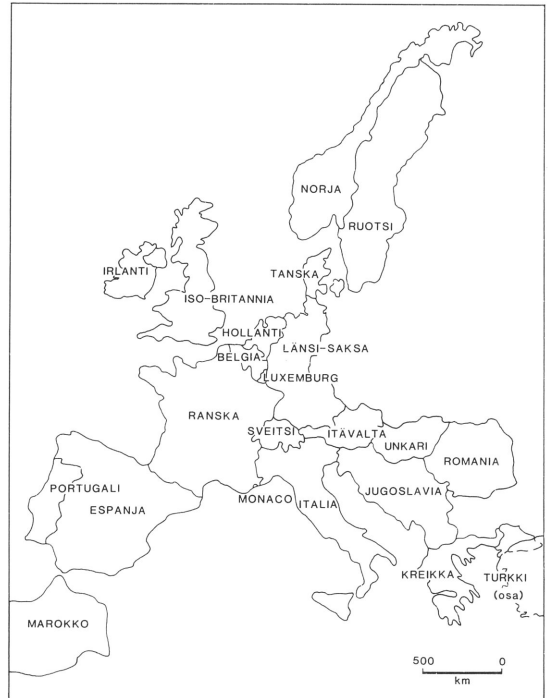 NORJA
RUOTSI
IRLANTI
TANSKA
ISO-BRITANNIA
HOLLANTI
LÄNSI-SAKSA
BELGIA
LUXEMBURG
RANSKA
SVEITSI
ITÄVALTA
UNKARI
ROMANIA
PORTUGALI
ESPANJA
MONACO
ITALIA
JUGOSLAVIA
KREIKKA
TURKKI
(osa)
MAROKKO
500 0
km